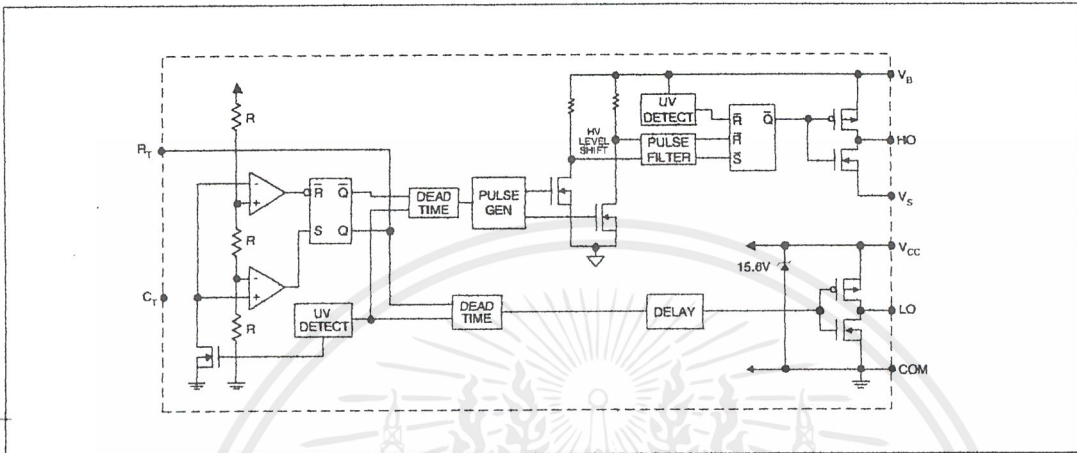 V_B
R
UV
DETECT
R̅ Q̅
HV
LEVEL
SHIFT
R_T
PULSE
FILTER
R̅
S̅
HO
-
+
R̅ Q̅
DEAD
TIME
PULSE
GEN
V_S
R
S Q
V_CC
15.6V
-
+
C_T
UV
DETECT
DEAD
TIME
DELAY
LO
R
COM